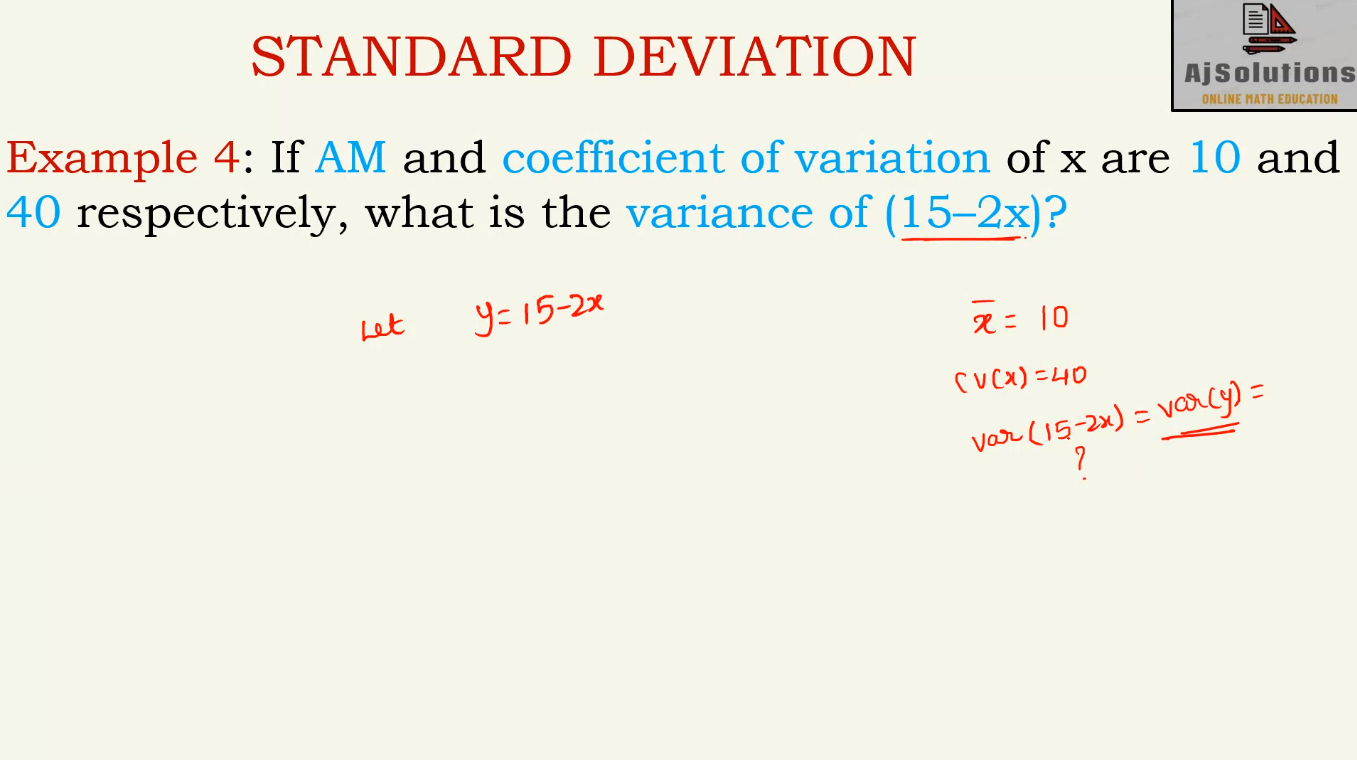 STANDARD DEVIATION
AjSolutions
ONLINE MATH EDUCATION
Example 4: If AM and coefficient of variation of x are 10 and
40 respectively, what is the variance of (15–2x)?
Let y = 15-2x
x̅ = 10
CV(x) = 40
var(15-2x) = var(y) =
?